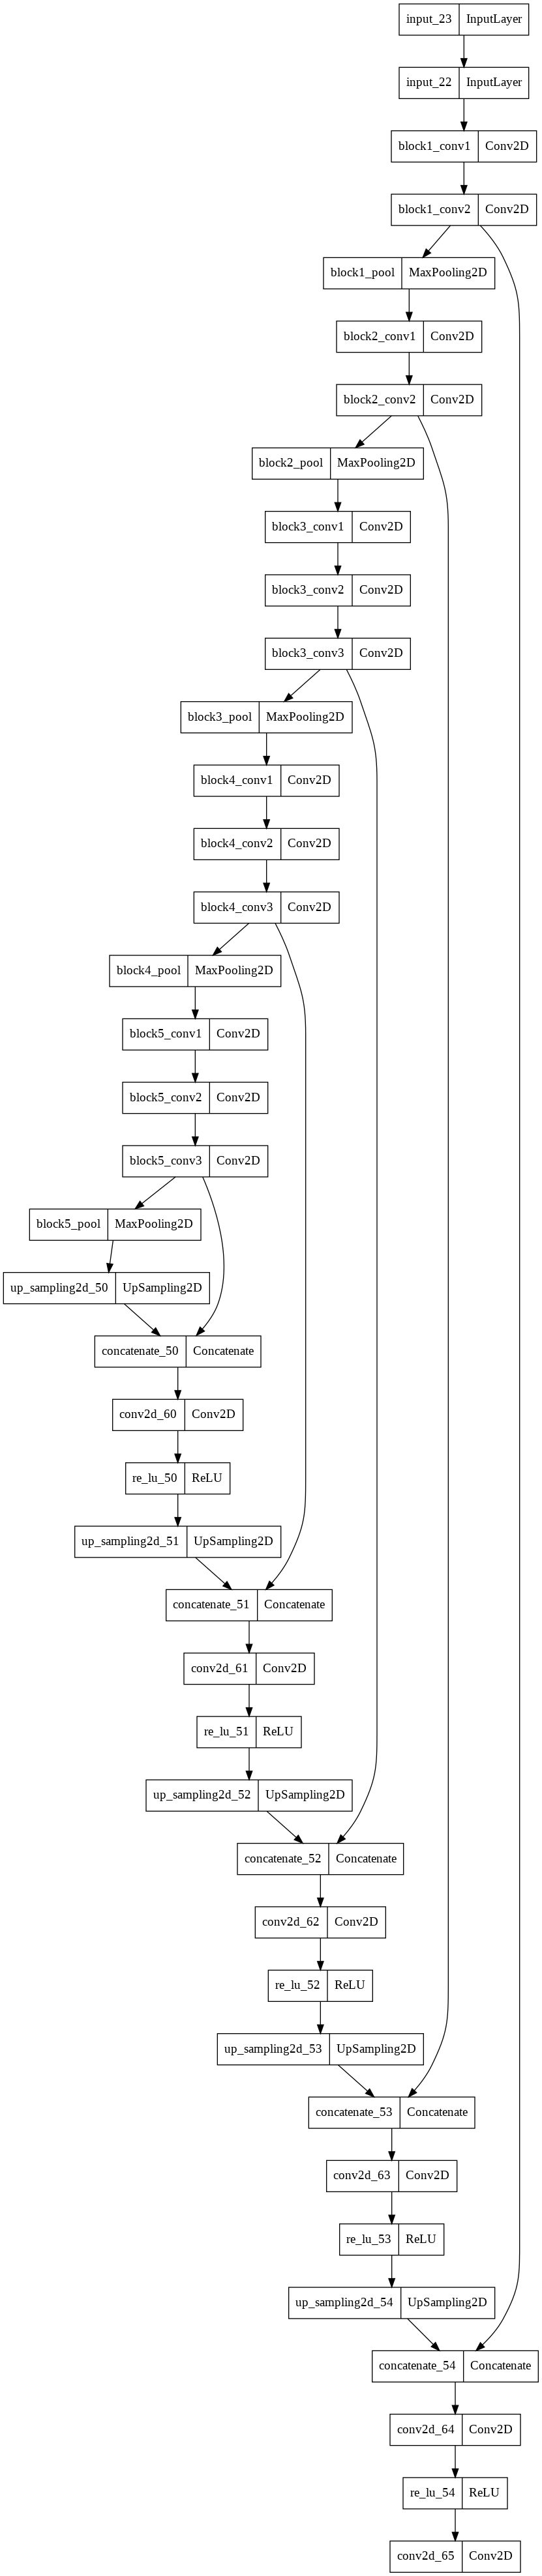 input_23 InputLayer
input_22 InputLayer
block1_conv1 Conv2D
block1_conv2 Conv2D
block1_pool MaxPooling2D
block2_conv1 Conv2D
block2_conv2 Conv2D
block2_pool MaxPooling2D
block3_conv1 Conv2D
block3_conv2 Conv2D
block3_conv3 Conv2D
block3_pool MaxPooling2D
block4_conv1 Conv2D
block4_conv2 Conv2D
block4_conv3 Conv2D
block4_pool MaxPooling2D
block5_conv1 Conv2D
block5_conv2 Conv2D
block5_conv3 Conv2D
block5_pool MaxPooling2D
up_sampling2d_50 UpSampling2D
concatenate_50 Concatenate
conv2d_60 Conv2D
re_lu_50 ReLU
up_sampling2d_51 UpSampling2D
concatenate_51 Concatenate
conv2d_61 Conv2D
re_lu_51 ReLU
up_sampling2d_52 UpSampling2D
concatenate_52 Concatenate
conv2d_62 Conv2D
re_lu_52 ReLU
up_sampling2d_53 UpSampling2D
concatenate_53 Concatenate
conv2d_63 Conv2D
re_lu_53 ReLU
up_sampling2d_54 UpSampling2D
concatenate_54 Concatenate
conv2d_64 Conv2D
re_lu_54 ReLU
conv2d_65 Conv2D